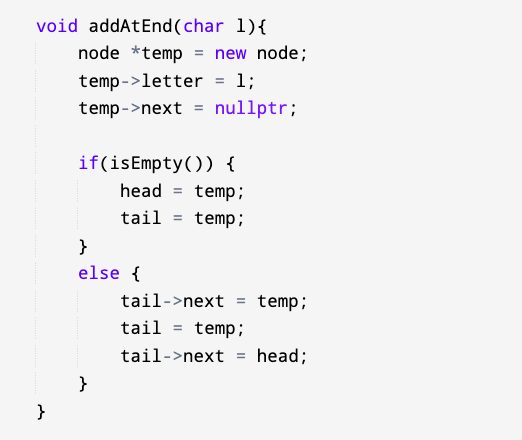 void addAtEnd(char l){
    node *temp = new node;
    temp->letter = l;
    temp->next = nullptr;

    if(isEmpty()) {
        head = temp;
        tail = temp;
    }
    else {
        tail->next = temp;
        tail = temp;
        tail->next = head;
    }
}